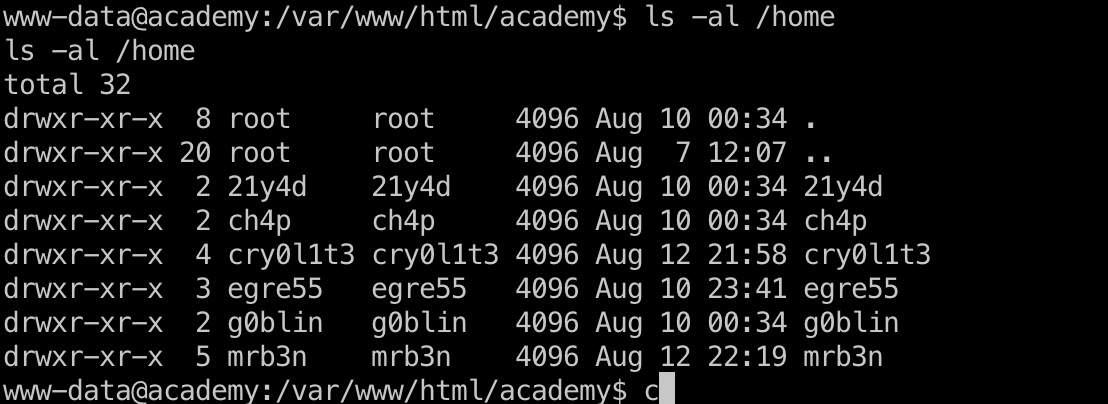 www-data@academy:/var/www/html/academy$ ls -al /home
ls -al /home
total 32
drwxr-xr-x  8 root     root     4096 Aug 10 00:34 .
drwxr-xr-x 20 root     root     4096 Aug  7 12:07 ..
drwxr-xr-x  2 21y4d    21y4d    4096 Aug 10 00:34 21y4d
drwxr-xr-x  2 ch4p     ch4p     4096 Aug 10 00:34 ch4p
drwxr-xr-x  4 cry0l1t3 cry0l1t3 4096 Aug 12 21:58 cry0l1t3
drwxr-xr-x  3 egre55   egre55   4096 Aug 10 23:41 egre55
drwxr-xr-x  2 g0blin   g0blin   4096 Aug 10 00:34 g0blin
drwxr-xr-x  5 mrb3n    mrb3n    4096 Aug 12 22:19 mrb3n
www-data@academy:/var/www/html/academy$ c